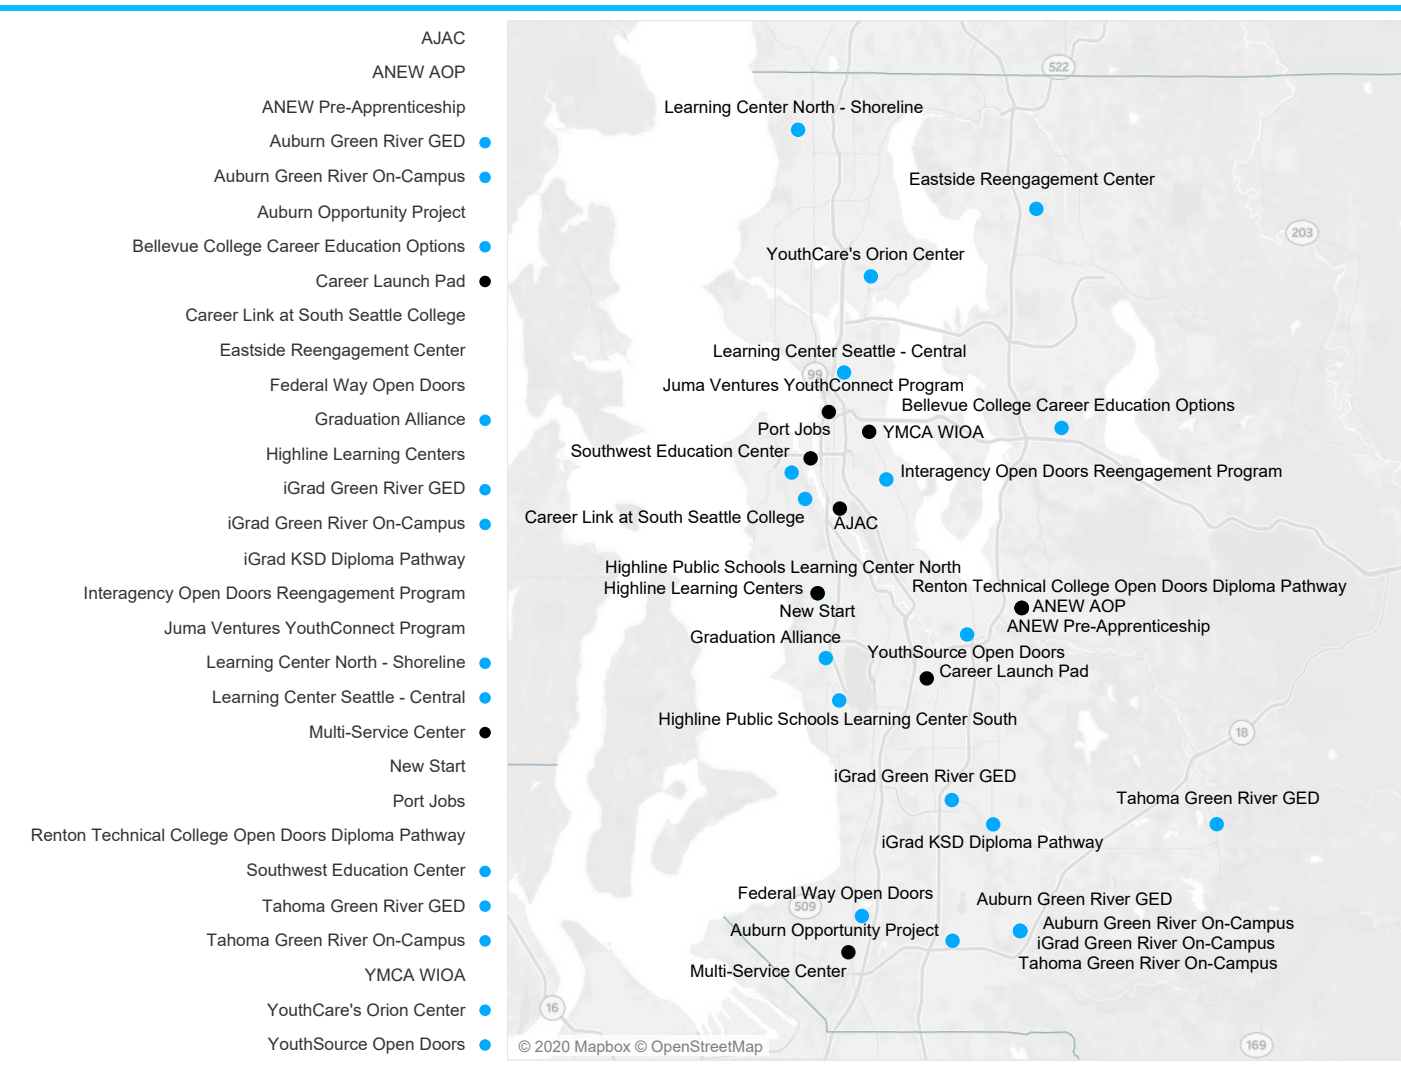 AJAC
ANEW AOP
ANEW Pre-Apprenticeship
Auburn Green River GED
Auburn Green River On-Campus
Auburn Opportunity Project
Bellevue College Career Education Options
Career Launch Pad
Career Link at South Seattle College
Eastside Reengagement Center
Federal Way Open Doors
Graduation Alliance
Highline Learning Centers
iGrad Green River GED
iGrad Green River On-Campus
iGrad KSD Diploma Pathway
Interagency Open Doors Reengagement Program
Juma Ventures YouthConnect Program
Learning Center North - Shoreline
Learning Center Seattle - Central
Multi-Service Center
New Start
Port Jobs
Renton Technical College Open Doors Diploma Pathway
Southwest Education Center
Tahoma Green River GED
Tahoma Green River On-Campus
YMCA WIOA
YouthCare's Orion Center
YouthSource Open Doors
522
Learning Center North - Shoreline
Eastside Reengagement Center
203
YouthCare's Orion Center
Learning Center Seattle - Central
99
Juma Ventures YouthConnect Program
Bellevue College Career Education Options
Port Jobs
YMCA WIOA
Southwest Education Center
Interagency Open Doors Reengagement Program
Career Link at South Seattle College
AJAC
Highline Public Schools Learning Center North
Highline Learning Centers
Renton Technical College Open Doors Diploma Pathway
ANEW AOP
New Start
ANEW Pre-Apprenticeship
Graduation Alliance
YouthSource Open Doors
Career Launch Pad
Highline Public Schools Learning Center South
18
iGrad Green River GED
Tahoma Green River GED
iGrad KSD Diploma Pathway
Federal Way Open Doors
509
Auburn Green River GED
Auburn Opportunity Project
Auburn Green River On-Campus
iGrad Green River On-Campus
Tahoma Green River On-Campus
Multi-Service Center
16
© 2020 Mapbox © OpenStreetMap
169